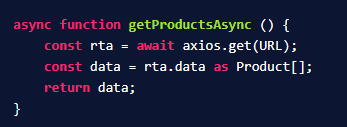 async function getProductsAsync () {
    const rta = await axios.get(URL);
    const data = rta.data as Product[];
    return data;
}